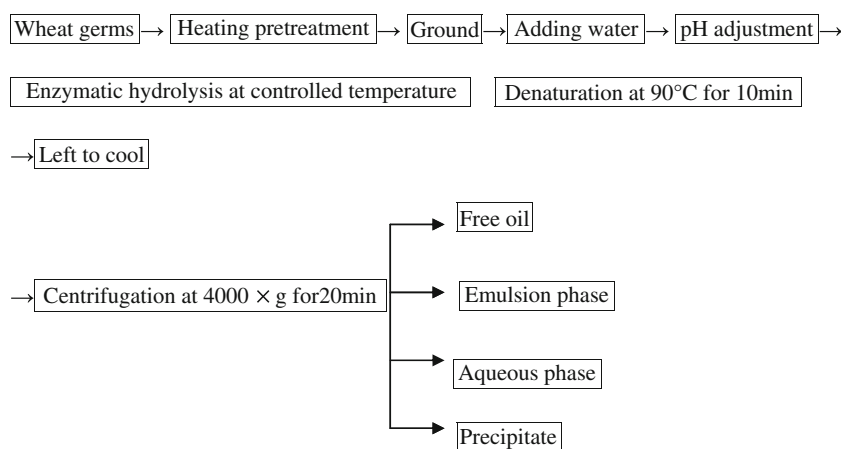 Wheat germs → Heating pretreatment → Ground → Adding water → pH adjustment →
Enzymatic hydrolysis at controlled temperature Denaturation at 90°C for 10min
→ Left to cool
Free oil
→ Centrifugation at 4000 × g for20min
Emulsion phase
Aqueous phase
Precipitate